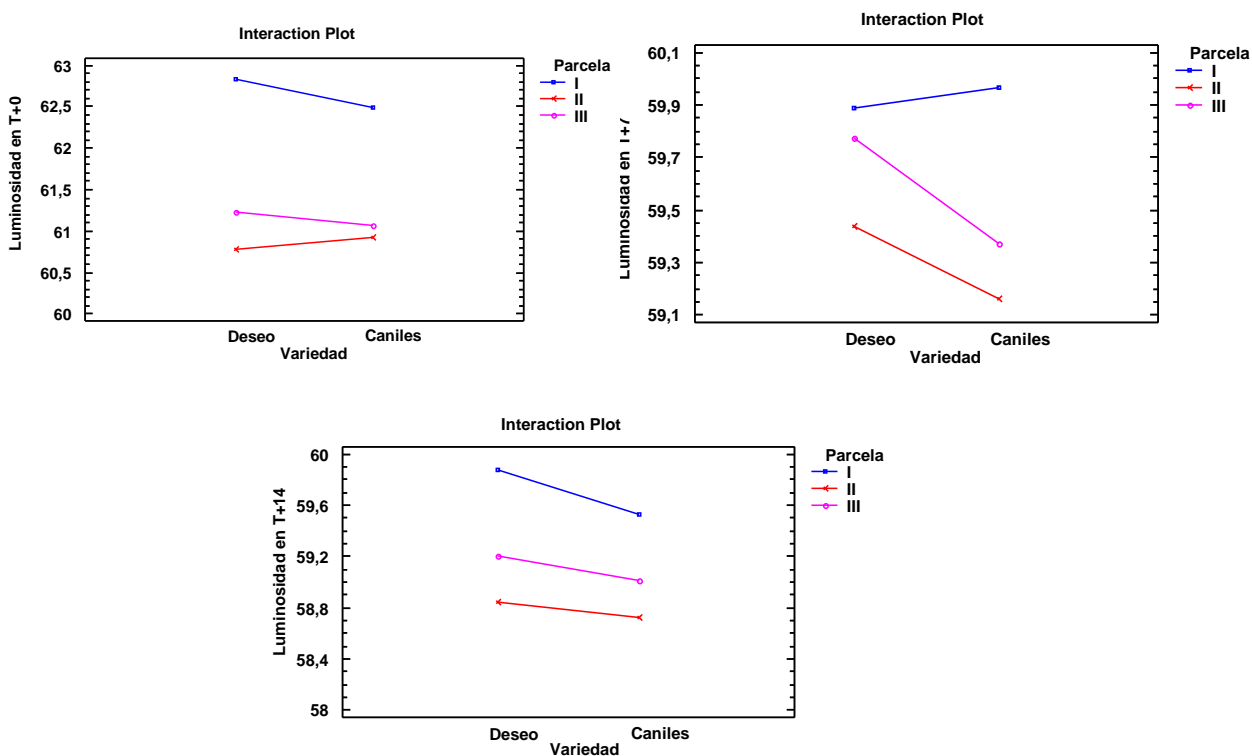 Interaction Plot
Luminosidad en T+0
63
62,5
62
61,5
61
60,5
60
Deseo
Caniles
Variedad
Parcela
I
II
III
Interaction Plot
Luminosidad en
60,1
59,9
59,7
59,5
59,3
59,1
Deseo
Caniles
Variedad
Parcela
I
II
III
Interaction Plot
Luminosidad en T+14
60
59,6
59,2
58,8
58,4
58
Deseo
Caniles
Variedad
Parcela
I
II
III